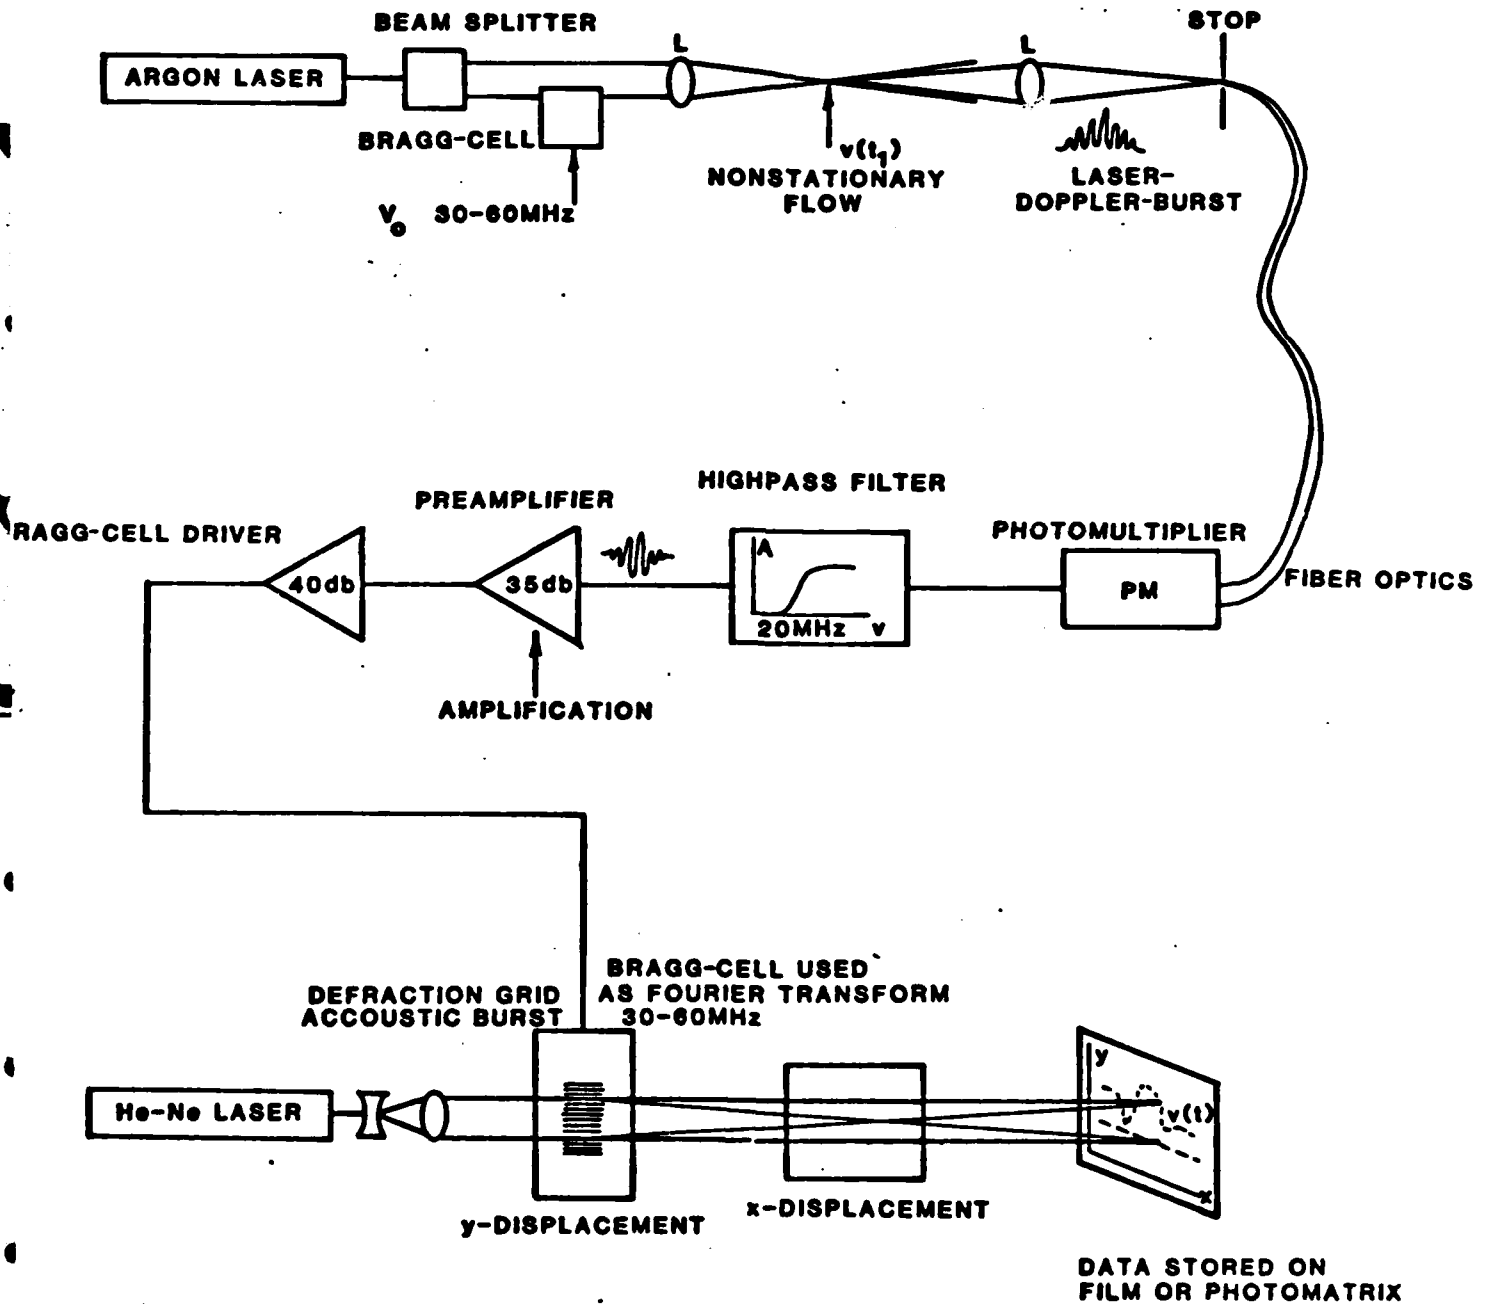 BEAM SPLITTER
STOP
L
L
ARGON LASER
BRAGG-CELL
v(t₁)
NONSTATIONARY
FLOW
LASER-
DOPPLER-BURST
V₀ 30-60MHz
HIGHPASS FILTER
PREAMPLIFIER
RAGG-CELL DRIVER
PHOTOMULTIPLIER
A
40db
35db
PM
FIBER OPTICS
20MHz v
AMPLIFICATION
BRAGG-CELL USED
AS FOURIER TRANSFORM
30-60MHz
DEFRACTION GRID
ACCOUSTIC BURST
y
He-Ne LASER
v(t)
x
x-DISPLACEMENT
y-DISPLACEMENT
DATA STORED ON
FILM OR PHOTOMATRIX